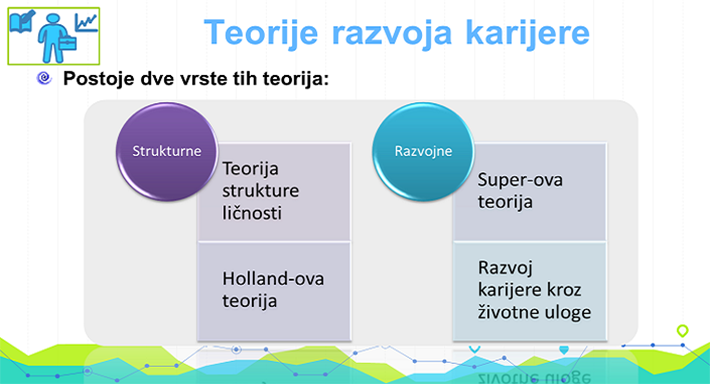 Teorije razvoja karijere
Postoje dve vrste tih teorija:
Strukturne
Teorija
strukture
ličnosti
Holland-ova
teorija
Razvojne
Super-ova
teorija
Razvoj
karijere kroz
životne uloge